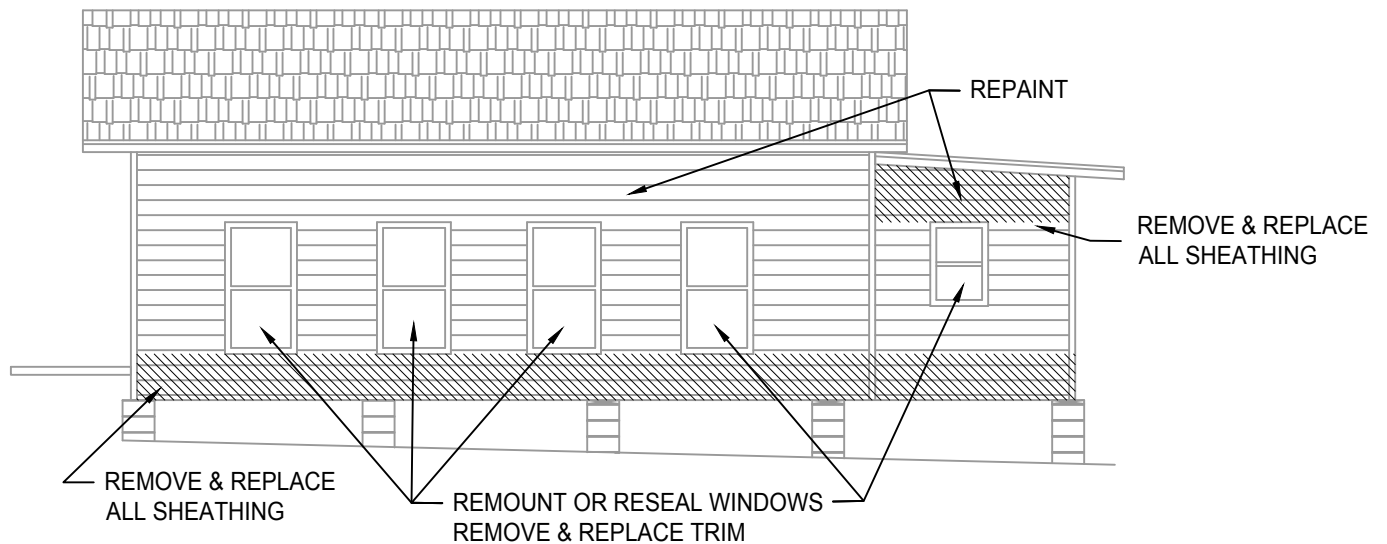 REPAINT
REMOVE & REPLACE
ALL SHEATHING
REMOVE & REPLACE
ALL SHEATHING
REMOUNT OR RESEAL WINDOWS
REMOVE & REPLACE TRIM